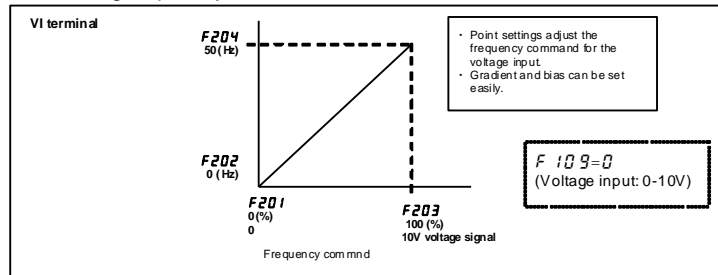 VI terminal
F204
50 (Hz)
· Point settings adjust the
frequency command for the
voltage input.
· Gradient and bias can be set
easily.
F202
0 (Hz)
F109=0
(Voltage input: 0-10V)
F201
0 (%)
0
F203
100 (%)
10V voltage signal
Frequency commnd